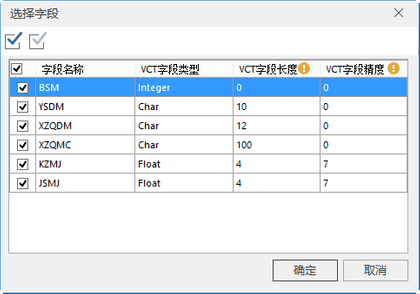 选择字段
字段名称 VCT字段类型 VCT字段长度 VCT字段精度
BSM Integer 0 0
YSDM Char 10 0
XZQDM Char 12 0
XZQMC Char 100 0
KZMJ Float 4 7
JSMJ Float 4 7
确定 取消